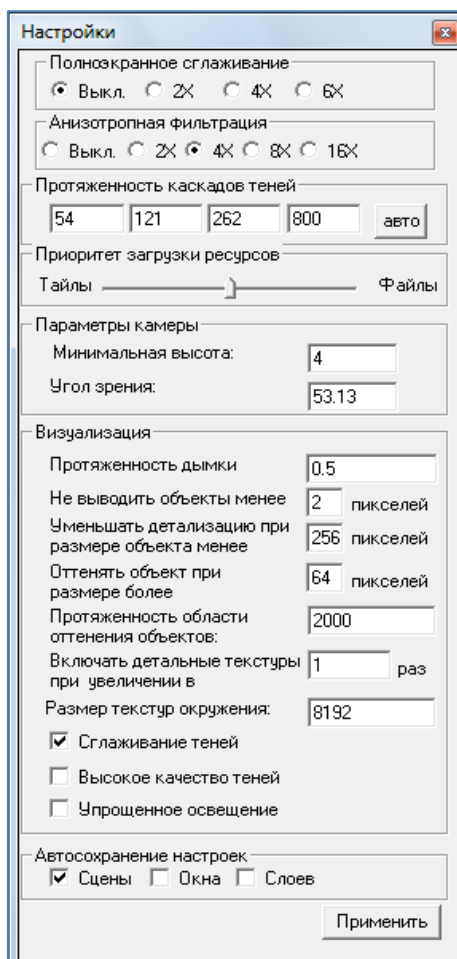 Настройки
Полноэкранное сглаживание
Выкл. 2X 4X 6X
Анизотропная фильтрация
Выкл. 2X 4X 8X 16X
Протяженность каскадов теней
54 121 262 800 авто
Приоритет загрузки ресурсов
Тайлы Файлы
Параметры камеры
Минимальная высота: 4
Угол зрения: 53.13
Визуализация
Протяженность дымки 0.5
Не выводить объекты менее 2 пикселей
Уменьшать детализацию при
размере объекта менее 256 пикселей
Оттенять объект при
размере более 64 пикселей
Протяженность области
оттенения объектов: 2000
Включать детальные текстуры
при увеличении в 1 раз
Размер текстур окружения: 8192
Сглаживание теней
Высокое качество теней
Упрощенное освещение
Автосохранение настроек
Сцены Окна Слоев
Применить